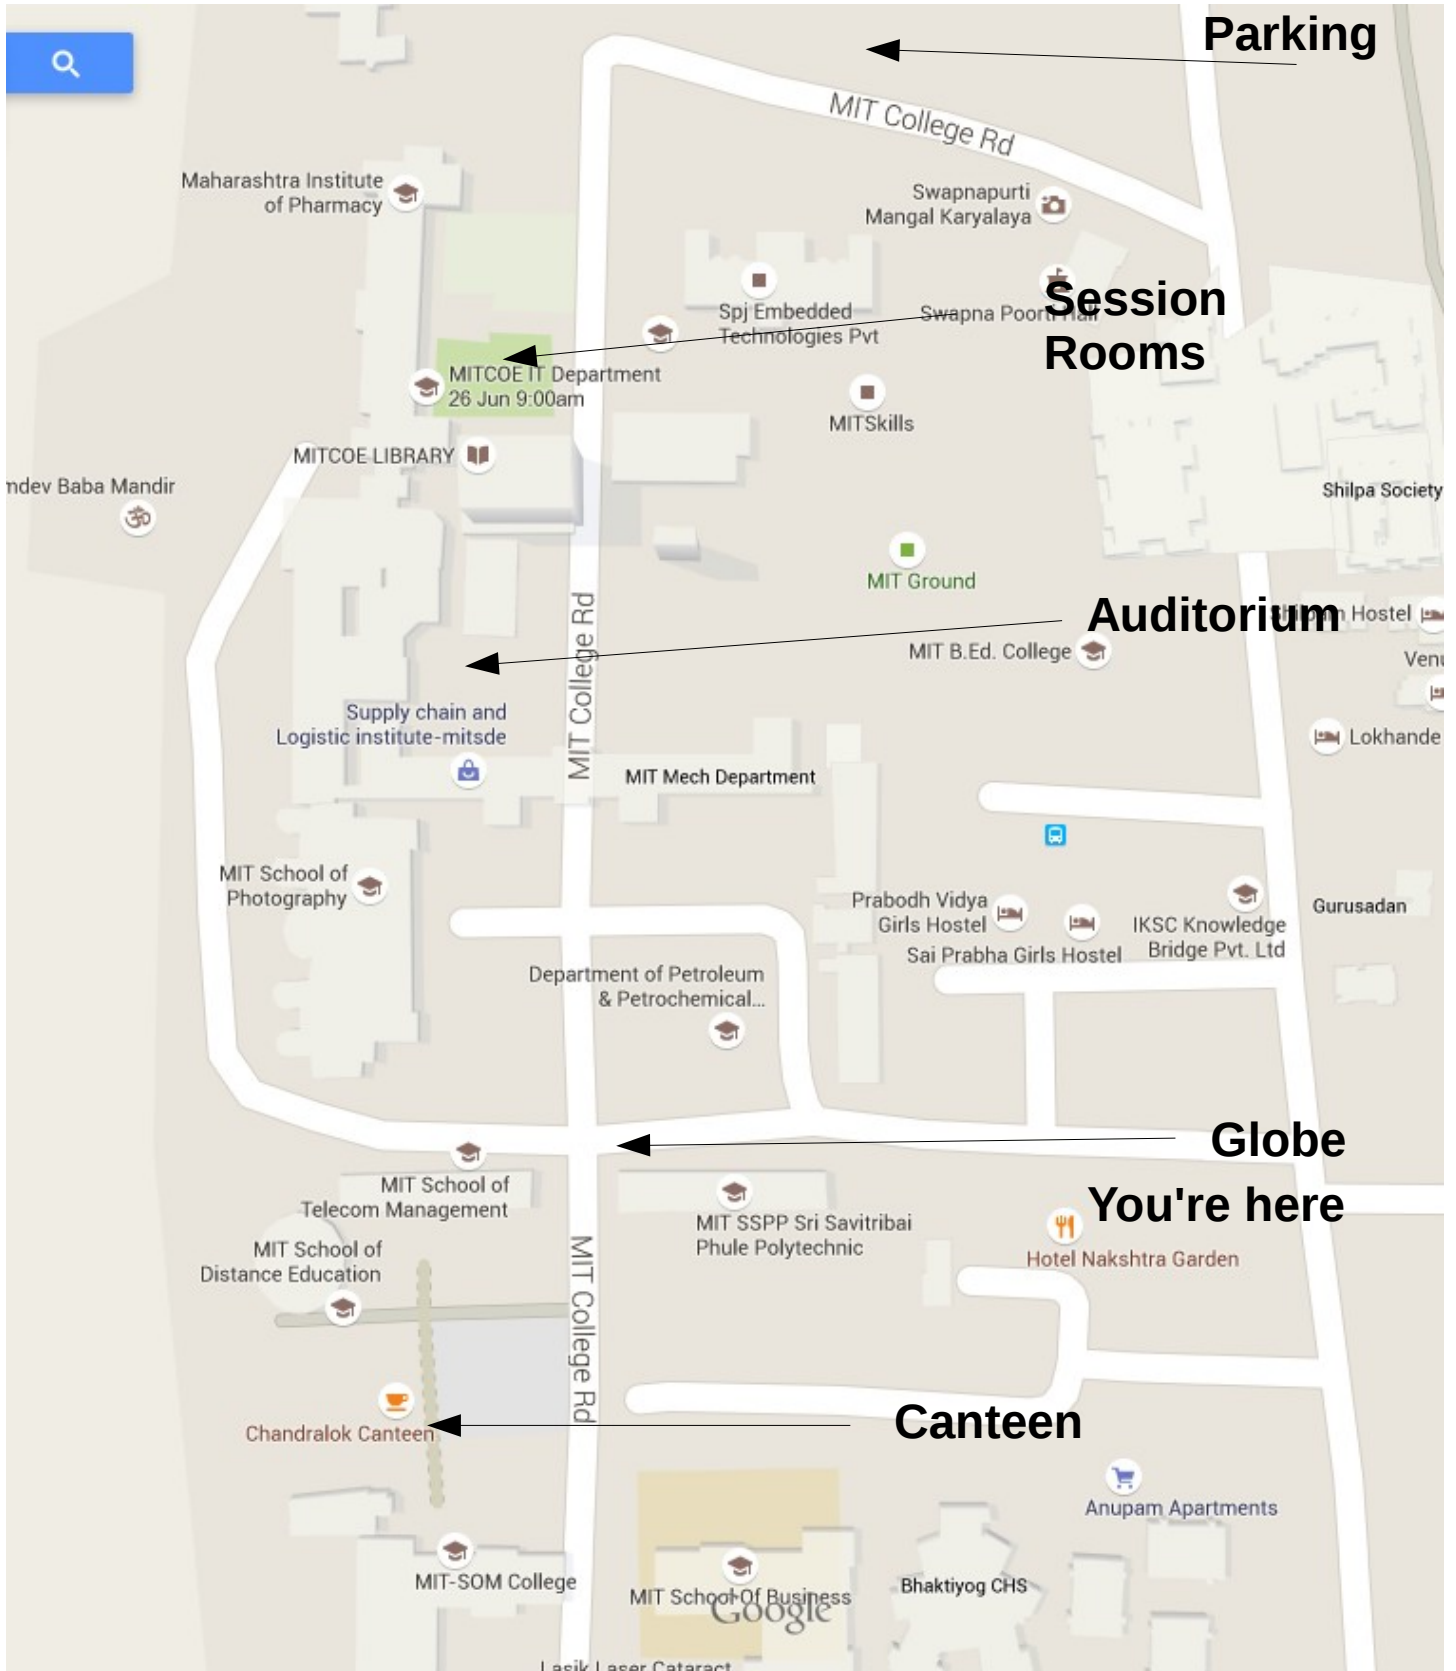 Parking
MIT College Rd
Maharashtra Institute
of Pharmacy
Swapnapurti
Mangal Karyalaya
Session
Rooms
Spj Embedded
Technologies Pvt
Swapna Poorti Hall
MITCOE IT Department
26 Jun 9:00am
MITSkills
MITCOE LIBRARY
mdev Baba Mandir
Shilpa Society
MIT Ground
MIT College Rd
Auditorium
Shilpam Hostel
MIT B.Ed. College
Venu
Supply chain and
Logistic institute-mitsde
Lokhande
MIT Mech Department
MIT School of
Photography
Prabodh Vidya
Girls Hostel
Sai Prabha Girls Hostel
IKSC Knowledge
Bridge Pvt. Ltd
Gurusadan
Department of Petroleum
& Petrochemical...
Globe
You're here
MIT School of
Telecom Management
MIT SSPP Sri Savitribai
Phule Polytechnic
MIT School of
Distance Education
Hotel Nakshtra Garden
MIT College Rd
Chandralok Canteen
Canteen
Anupam Apartments
MIT-SOM College
MIT School Of Business
Google
Bhaktiyog CHS
Lasik Laser Cataract